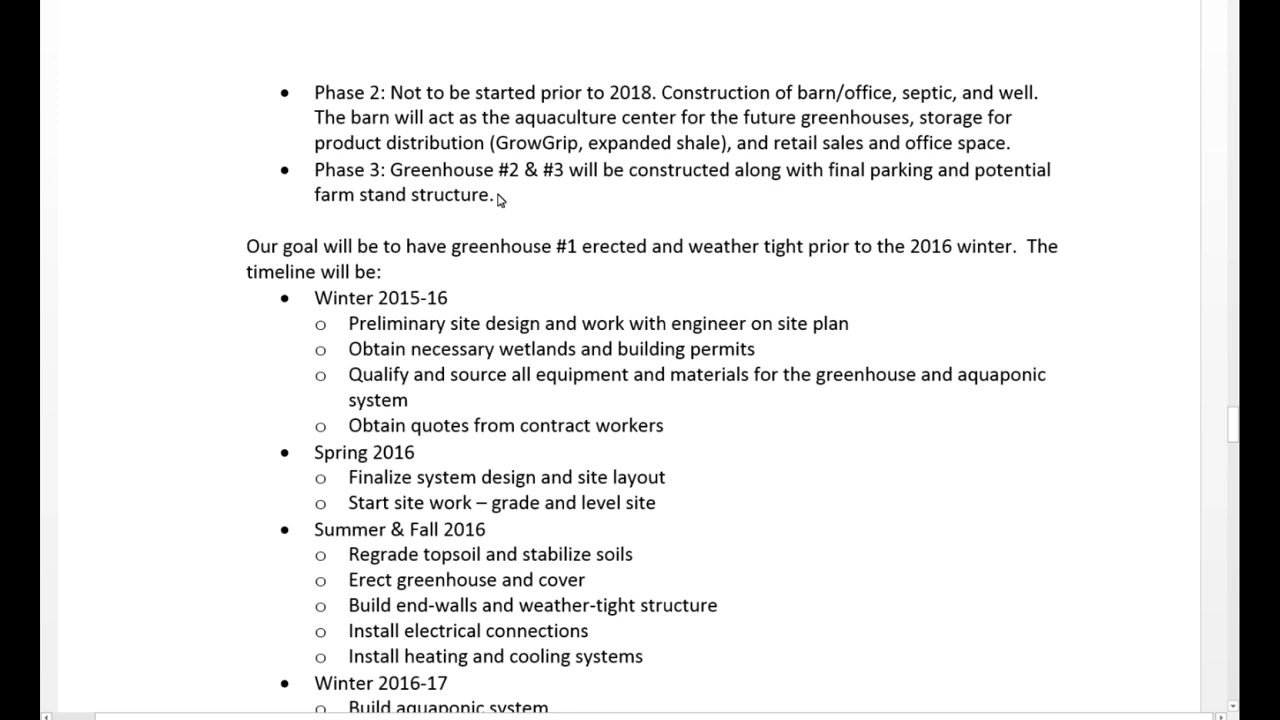 • Phase 2: Not to be started prior to 2018. Construction of barn/office, septic, and well.
The barn will act as the aquaculture center for the future greenhouses, storage for
product distribution (GrowGrip, expanded shale), and retail sales and office space.
• Phase 3: Greenhouse #2 & #3 will be constructed along with final parking and potential
farm stand structure.
Our goal will be to have greenhouse #1 erected and weather tight prior to the 2016 winter.  The
timeline will be:
• Winter 2015-16
o Preliminary site design and work with engineer on site plan
o Obtain necessary wetlands and building permits
o Qualify and source all equipment and materials for the greenhouse and aquaponic
system
o Obtain quotes from contract workers
• Spring 2016
o Finalize system design and site layout
o Start site work – grade and level site
• Summer & Fall 2016
o Regrade topsoil and stabilize soils
o Erect greenhouse and cover
o Build end-walls and weather-tight structure
o Install electrical connections
o Install heating and cooling systems
• Winter 2016-17
o Build aquaponic system